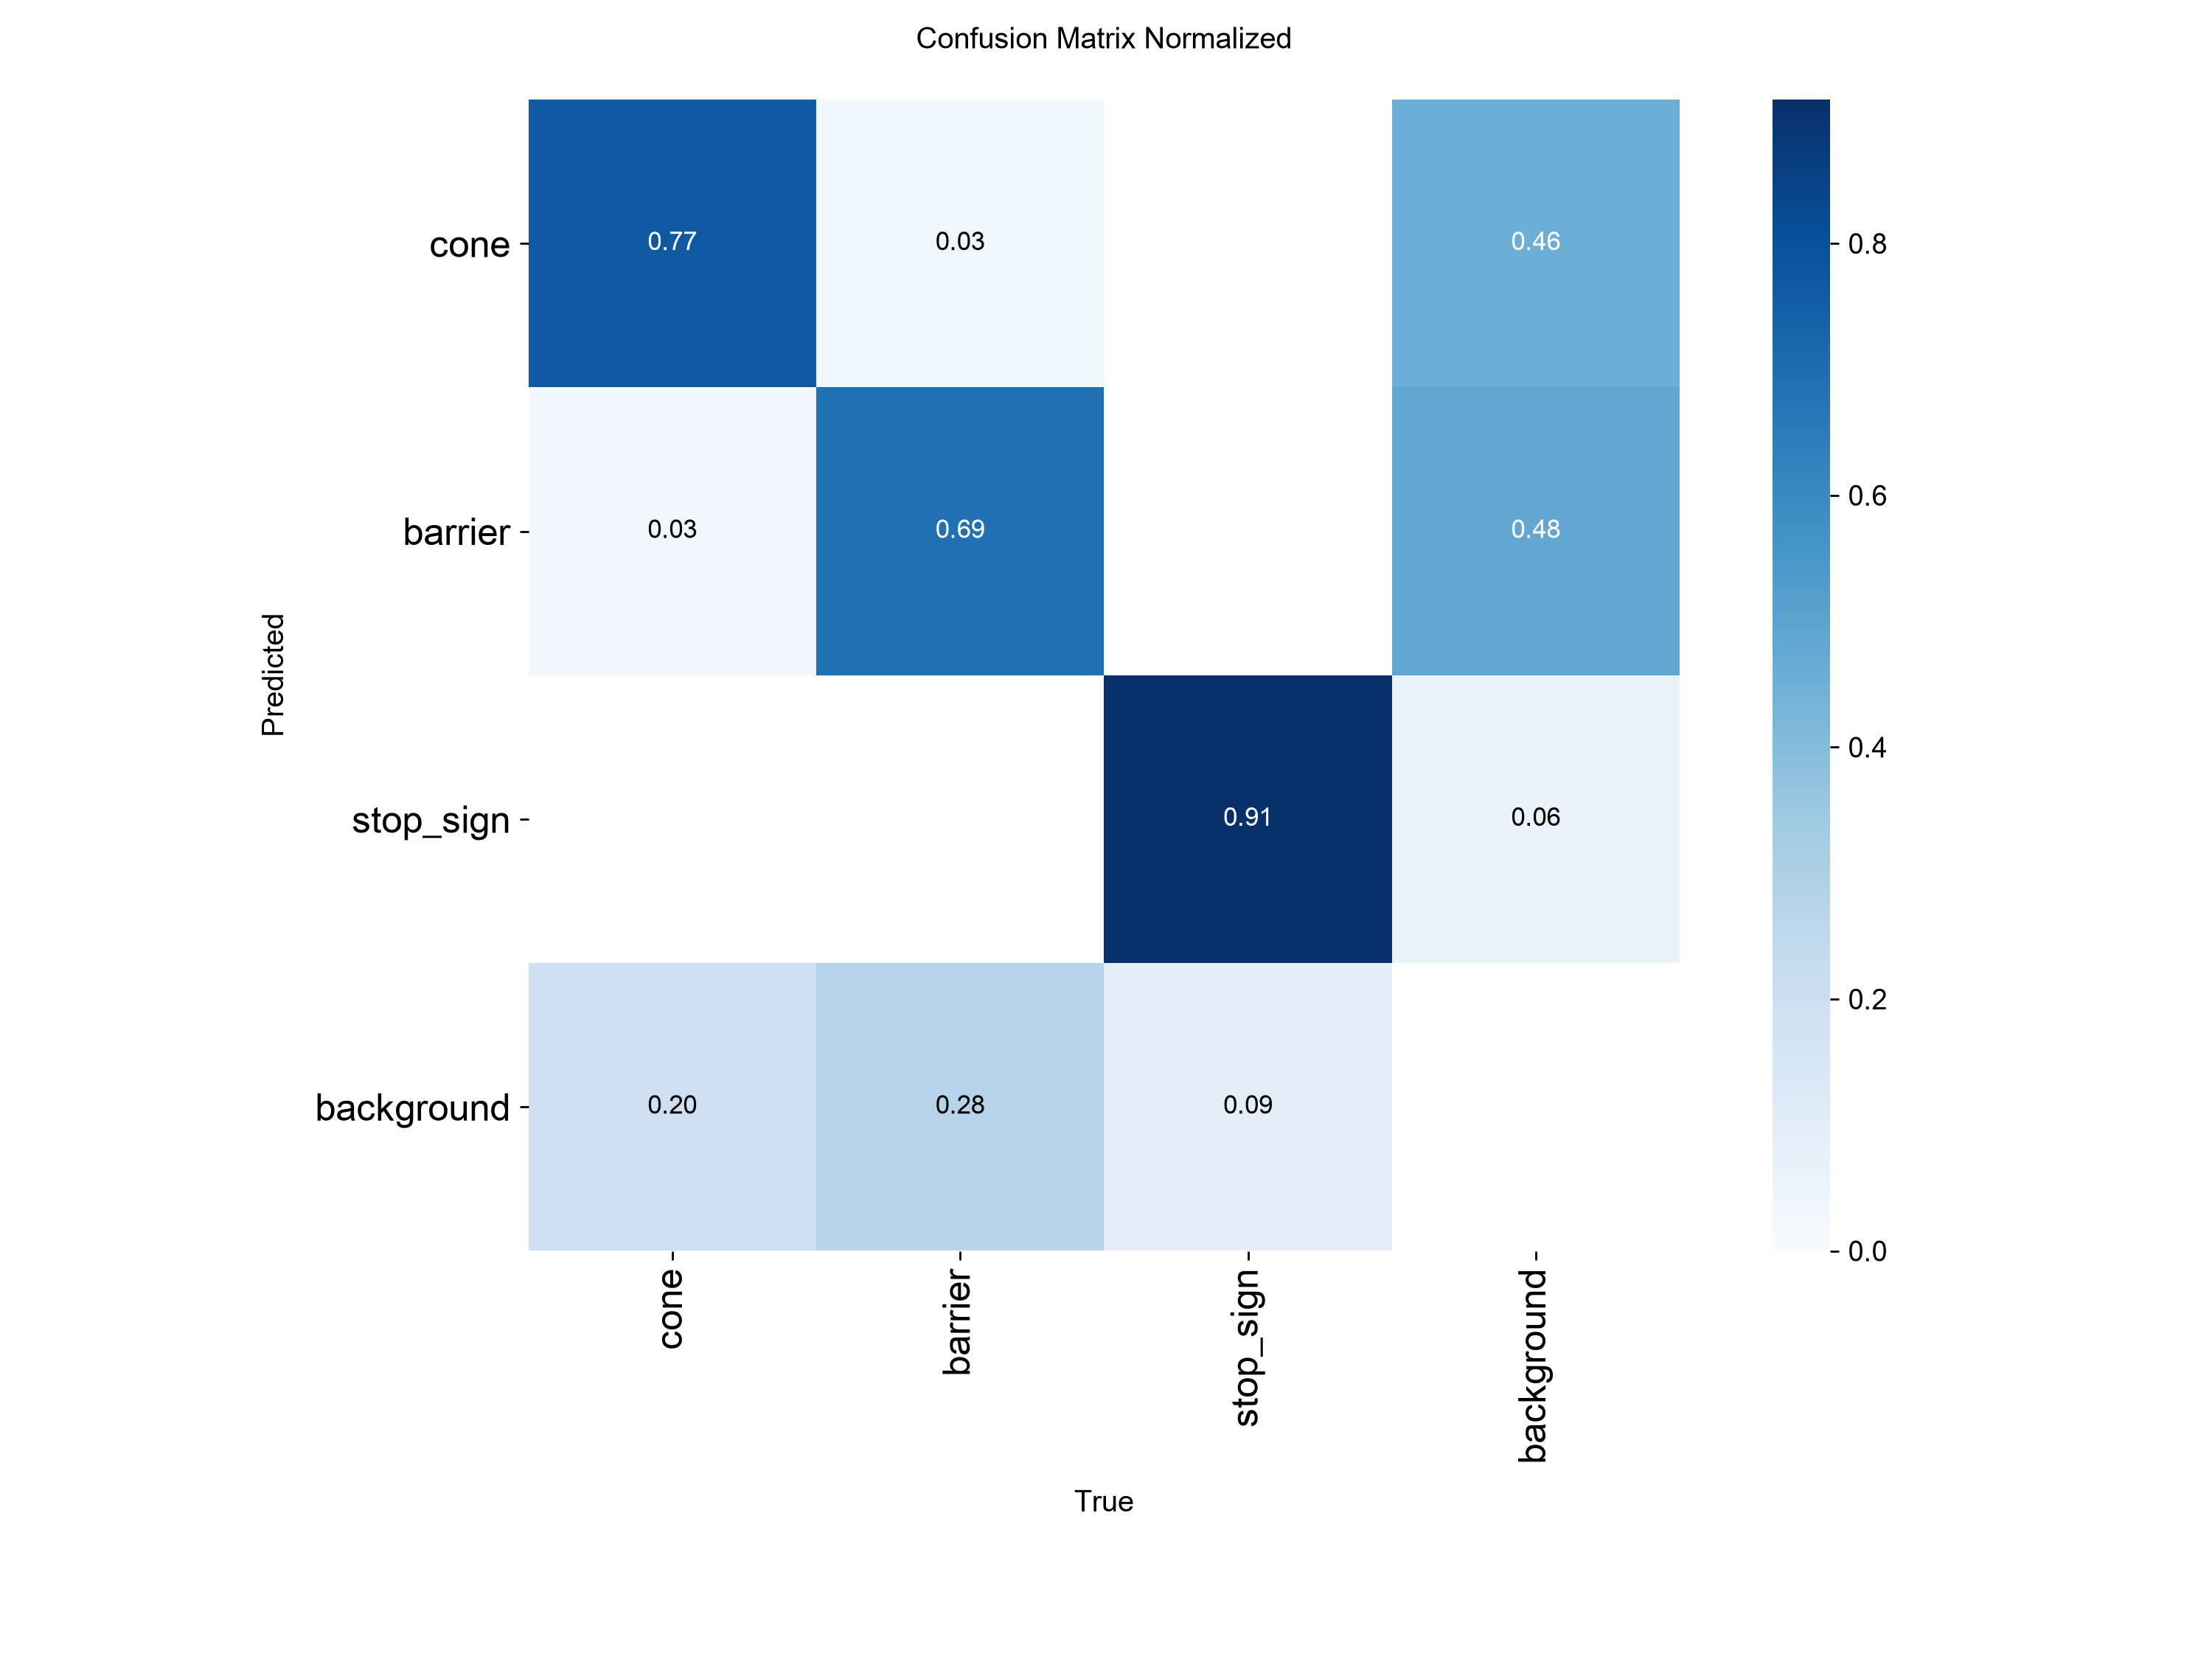 Confusion Matrix Normalized
cone
0.77
0.03
0.46
0.8
barrier
0.03
0.69
0.48
0.6
Predicted
0.4
stop_sign
0.91
0.06
0.2
background
0.20
0.28
0.09
0.0
cone
barrier
stop_sign
background
True